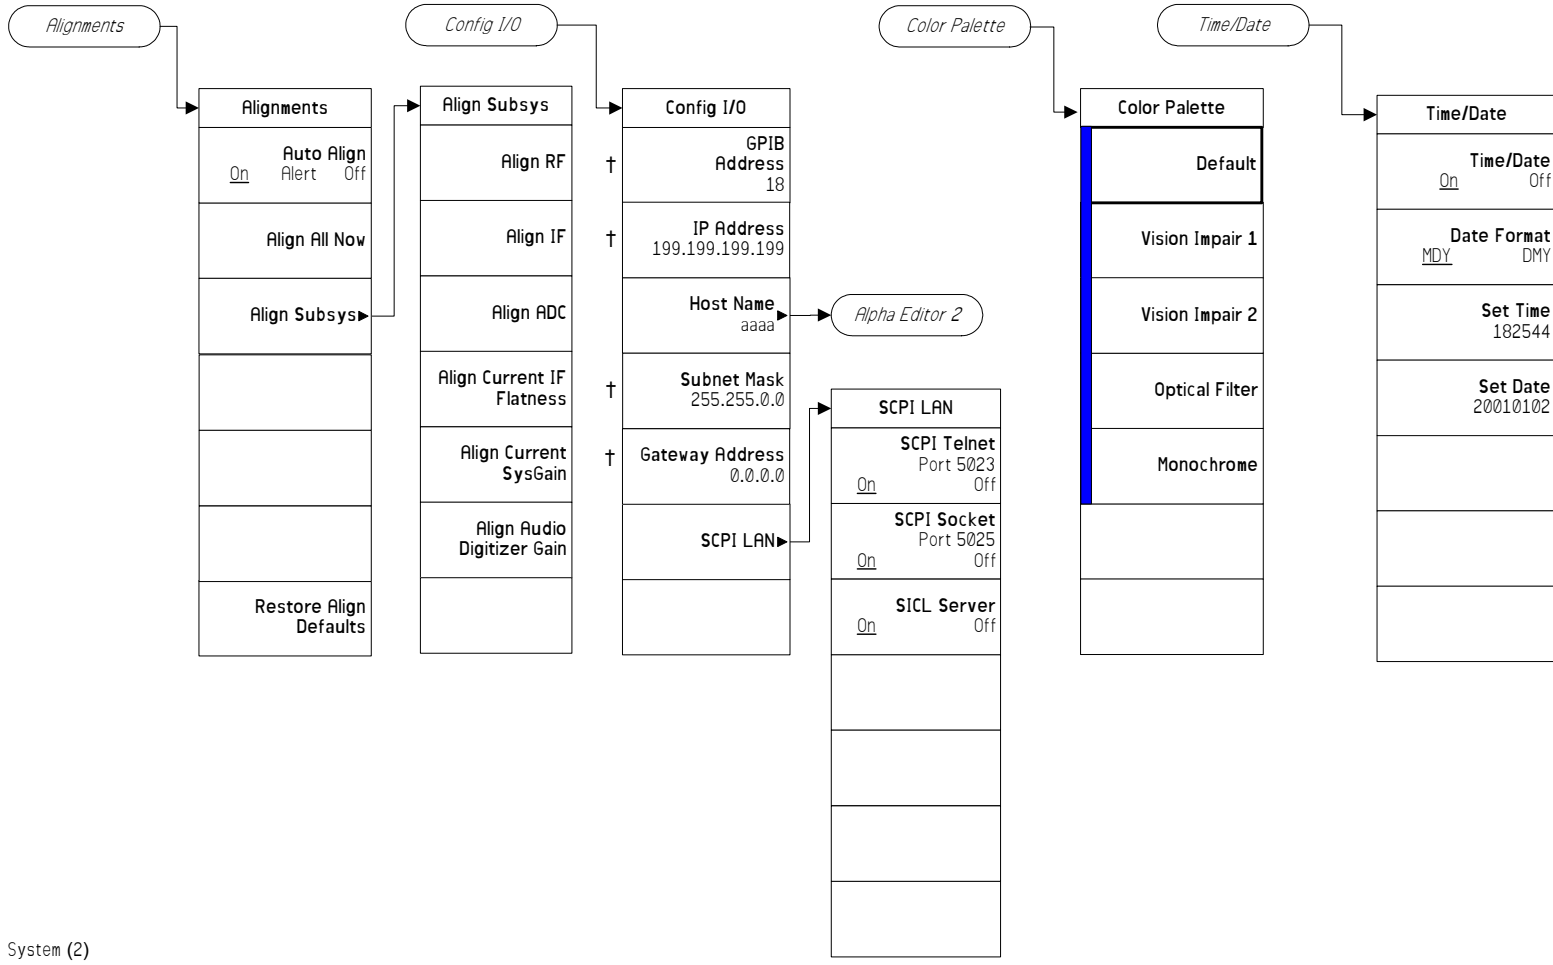 Alignments
Config I/O
Color Palette
Time/Date
Alignments
Auto Align
On Alert Off
Align All Now
Align Subsys
Restore Align
Defaults
Align Subsys
Align RF
Align IF
Align ADC
Align Current IF
Flatness
Align Current
SysGain
Align Audio
Digitizer Gain
Config I/O
† GPIB
Address
18
† IP Address
199.199.199.199
Host Name
aaaa
† Subnet Mask
255.255.0.0
† Gateway Address
0.0.0.0
SCPI LAN
Alpha Editor 2
SCPI LAN
SCPI Telnet
Port 5023
On Off
SCPI Socket
Port 5025
On Off
SICL Server
On Off
Color Palette
Default
Vision Impair 1
Vision Impair 2
Optical Filter
Monochrome
Time/Date
Time/Date
On Off
Date Format
MDY DMY
Set Time
182544
Set Date
20010102
System (2)